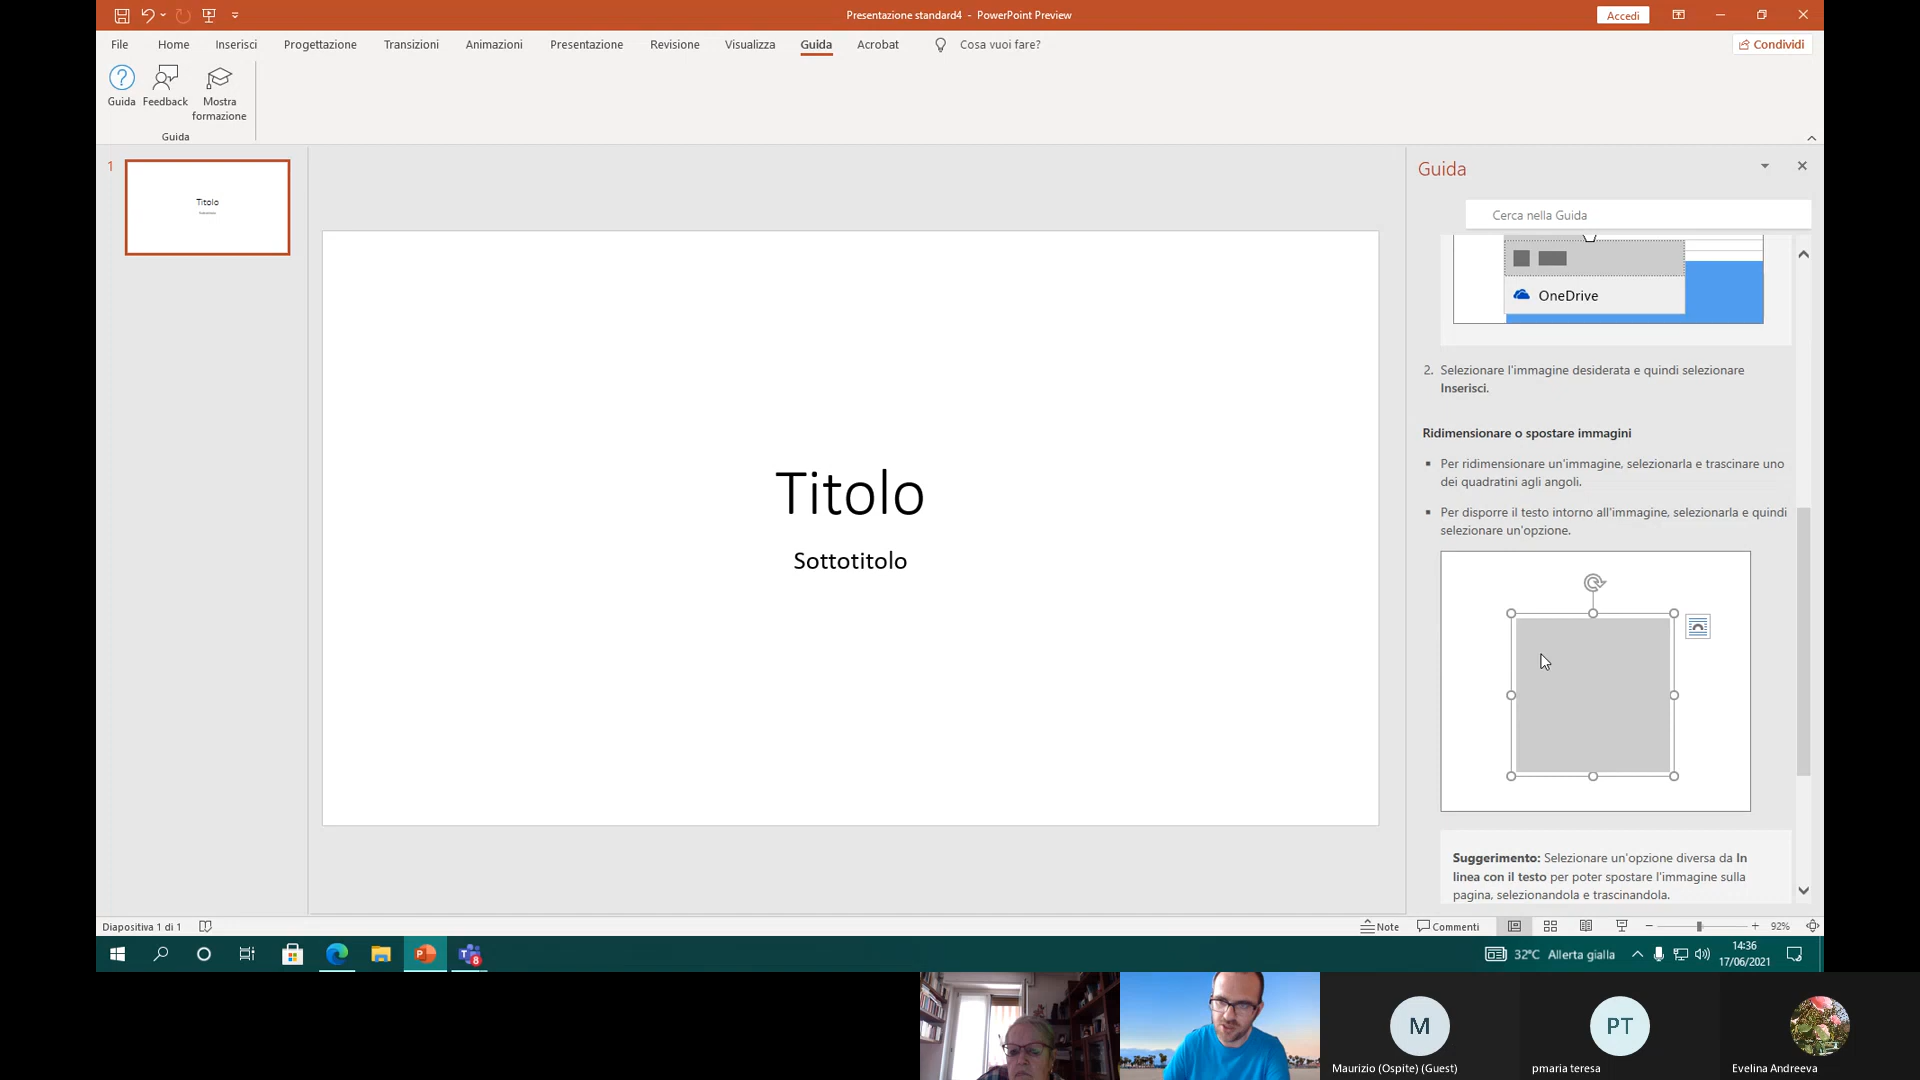 Presentazione standard4 - PowerPoint Preview
Accedi
File Home Inserisci Progettazione Transizioni Animazioni Presentazione Revisione Visualizza Guida Acrobat Cosa vuoi fare?
Condividi
Guida Feedback Mostra
formazione
Guida
1
Titolo
Guida
Cerca nella Guida
OneDrive
2. Selezionare l'immagine desiderata e quindi selezionare
Inserisci.
Ridimensionare o spostare immagini
Per ridimensionare un'immagine, selezionarla e trascinare uno
dei quadratini agli angoli.
Per disporre il testo intorno all'immagine, selezionarla e quindi
selezionare un'opzione.
Suggerimento: Selezionare un'opzione diversa da In
linea con il testo per poter spostare l'immagine sulla
pagina, selezionandola e trascinandola.
Titolo
Sottotitolo
Diapositiva 1 di 1
Note Commenti 92%
32°C Allerta gialla
14:36
17/06/2021
8
M
PT
Maurizio (Ospite) (Guest)
pmaria teresa
Evelina Andreeva